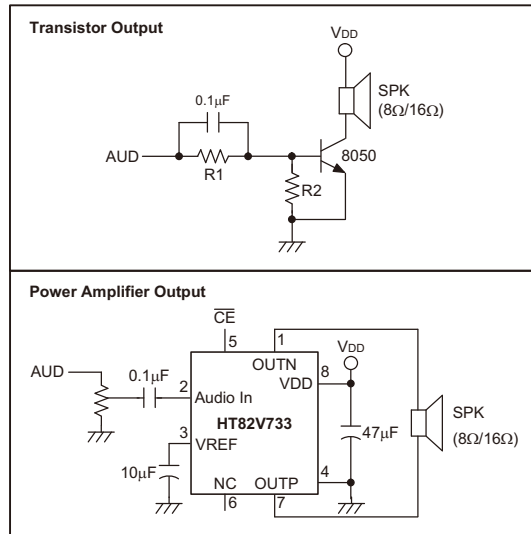 Transistor Output
VDD
SPK
(8Ω/16Ω)
0.1μF
AUD
R1
8050
R2
Power Amplifier Output
CE
5
1
OUTN
VDD
8
VDD
AUD
0.1μF
2
Audio In
HT82V733
3
VREF
47μF
SPK
(8Ω/16Ω)
10μF
NC
OUTP
4
6
7